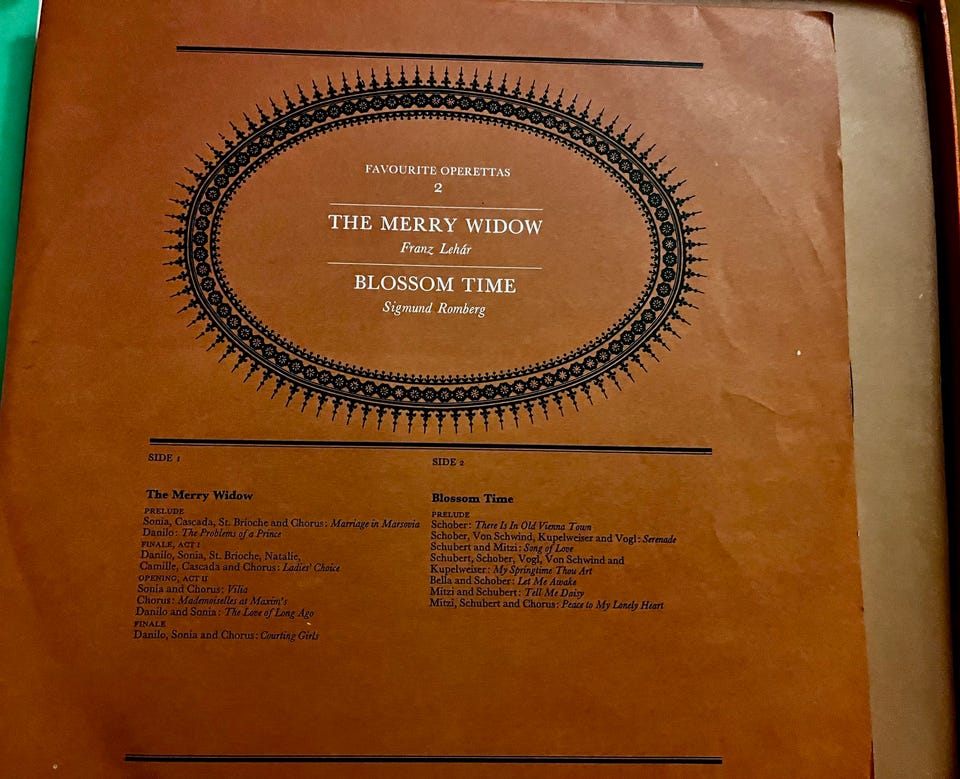 FAVOURITE OPERETTAS
2
THE MERRY WIDOW
Franz Lehár
BLOSSOM TIME
Sigmund Romberg
SIDE 1
The Merry Widow
PRELUDE
Sonia, Cascada, St. Brioche and Chorus: Marriage in Marsovia
Danilo: The Problems of a Prince
FINALE, ACT I
Danilo, Sonia, St. Brioche, Natalie,
Camille, Cascada and Chorus: Ladies' Choice
OPENING, ACT II
Sonia and Chorus: Vilia
Chorus: Mademoiselles at Maxim's
Danilo and Sonia: The Love of Long Ago
FINALE
Danilo, Sonia and Chorus: Courting Girls
SIDE 2
Blossom Time
PRELUDE
Schober: There Is In Old Vienna Town
Schober, Von Schwind, Kupelweiser and Vogl: Serenade
Schubert and Mitzi: Song of Love
Schubert, Schober, Vogl, Von Schwind and
Kupelweiser: My Springtime Thou Art
Bella and Schober: Let Me Awake
Mitzi and Schubert: Tell Me Daisy
Mitzi, Schubert and Chorus: Peace to My Lonely Heart